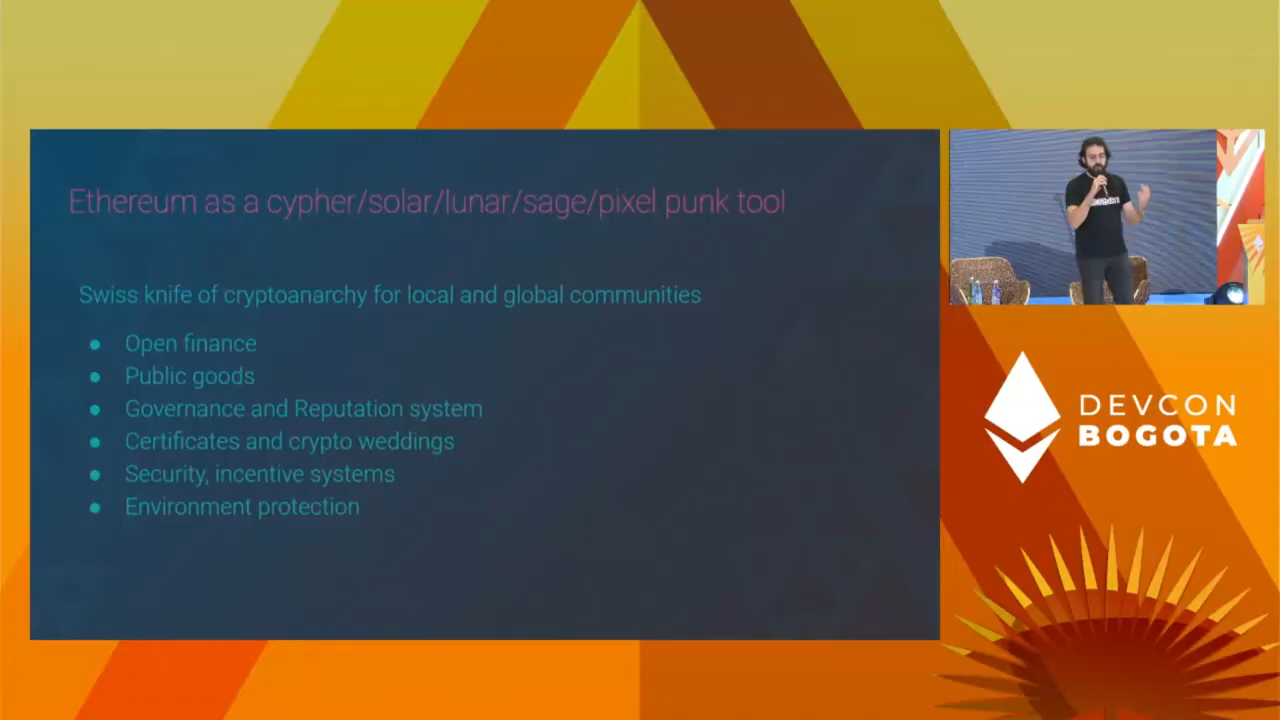 Ethereum as a cypher/solar/lunar/sage/pixel punk tool
Swiss knife of cryptoanarchy for local and global communities
● Open finance
● Public goods
● Governance and Reputation system
● Certificates and crypto weddings
● Security, incentive systems
● Environment protection
DEVCON
BOGOTA